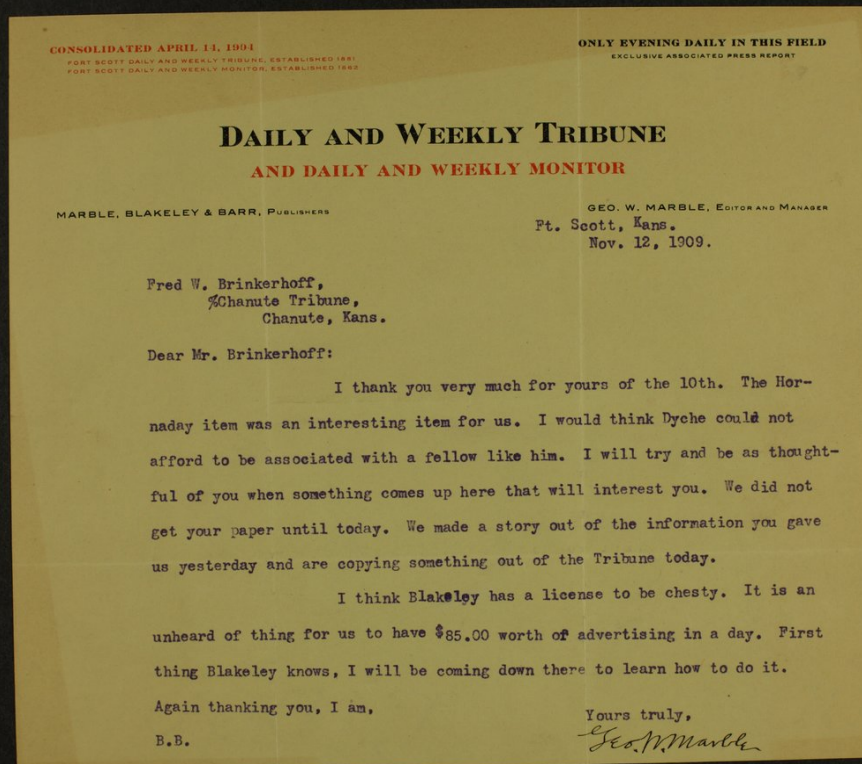 CONSOLIDATED APRIL 14, 1904
FORT SCOTT DAILY AND WEEKLY TRIBUNE, ESTABLISHED 1851
FORT SCOTT DAILY AND WEEKLY MONITOR, ESTABLISHED 1862
ONLY EVENING DAILY IN THIS FIELD
EXCLUSIVE ASSOCIATED PRESS REPORT
DAILY AND WEEKLY TRIBUNE
AND DAILY AND WEEKLY MONITOR
MARBLE, BLAKELEY & BARR, PUBLISHERS
GEO. W. MARBLE, EDITOR AND MANAGER
Ft. Scott, Kans.
Nov. 12, 1909.
Fred W. Brinkerhoff,
%Chanute Tribune,
Chanute, Kans.
Dear Mr. Brinkerhoff:
I thank you very much for yours of the 10th. The Hor-
naday item was an interesting item for us. I would think Dyche could not
afford to be associated with a fellow like him. I will try and be as thought-
ful of you when something comes up here that will interest you. We did not
get your paper until today. We made a story out of the information you gave
us yesterday and are copying something out of the Tribune today.
I think Blakeley has a license to be chesty. It is an
unheard of thing for us to have $85.00 worth of advertising in a day. First
thing Blakeley knows, I will be coming down there to learn how to do it.
Again thanking you, I am,
Yours truly,
B.B.
Geo. W. Marble